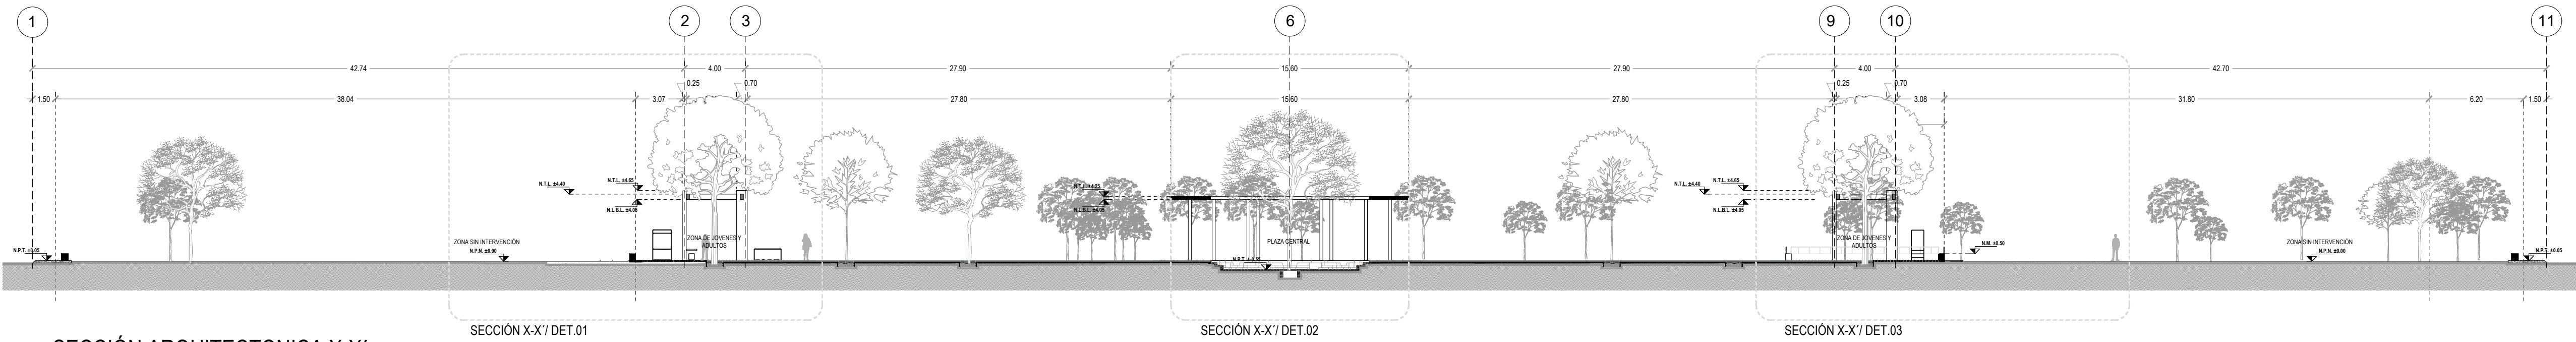 1 2 3 6 9 10 11
42.74 4.00 27.90 15.60 27.90 4.00 42.70
0.25 0.70 0.25 0.70
1.50 38.04 3.07 27.80 15.60 27.80 3.08 31.80 6.20 1.50
N.T.L. ±4.40 N.T.L. ±4.65 N.T.L. ±4.25 N.T.L. ±4.40 N.T.L. ±4.65
N.L.B.L. ±4.05 N.L.B.L. ±4.05 N.L.B.L. ±4.05
ZONA SIN INTERVENCIÓN ZONA DE JOVENES Y PLAZA CENTRAL ZONA DE JOVENES Y ZONA SIN INTERVENCIÓN
ADULTOS ADULTOS N.M. ±0.50
N.P.T. ±0.05 N.P.N. ±0.00 N.P.N. ±0.00 N.P.T. ±0.05
SECCIÓN X-X´/ DET.01 SECCIÓN X-X´/ DET.02 SECCIÓN X-X´/ DET.03
SECCIÓN ARQUITECTONICA X-X´